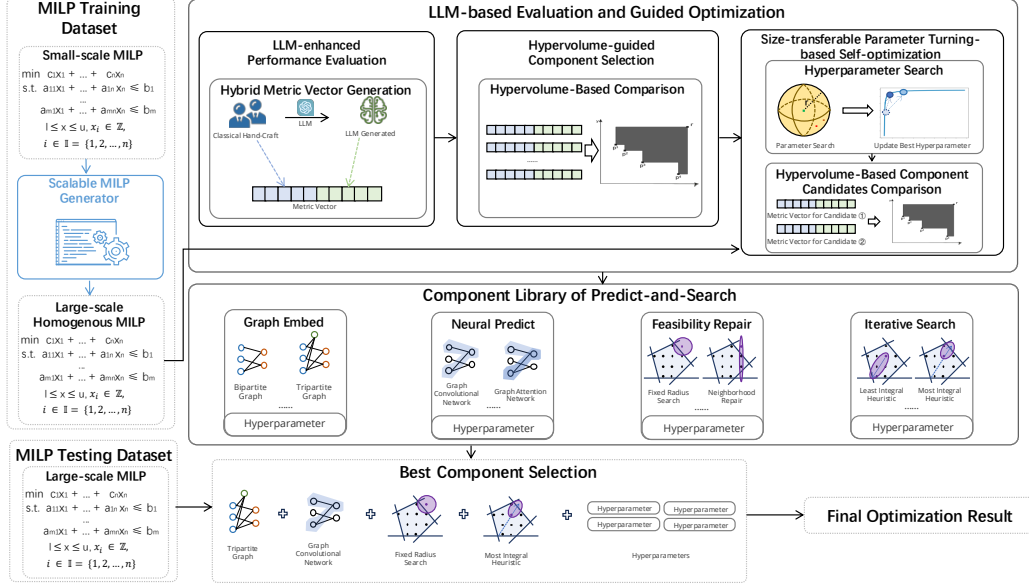 MILP Training
Dataset
Small-scale MILP
min c₁x₁ + ... + cₙxₙ
s.t. a₁₁x₁ + ... + a₁ₙ xₙ ≤ b₁
...
aₘ₁x₁ + ... + aₘₙxₙ ≤ bₘ
l ≤ x ≤ u, xᵢ ∈ ℤ,
i ∈ 𝕀 = {1, 2, ..., n}
Scalable MILP
Generator
Large-scale
Homogenous MILP
min c₁x₁ + ... + cₙxₙ
s.t. a₁₁x₁ + ... + a₁ₙ xₙ ≤ b₁
...
aₘ₁x₁ + ... + aₘₙxₙ ≤ bₘ
l ≤ x ≤ u, xᵢ ∈ ℤ,
i ∈ 𝕀 = {1, 2, ..., n}
LLM-based Evaluation and Guided Optimization
LLM-enhanced
Performance Evaluation
Hybrid Metric Vector Generation
LLM
Classical Hand-Craft
LLM Generated
Metric Vector
Hypervolume-guided
Component Selection
Hypervolume-Based Comparison
......
Size-transferable Parameter Turning-
based Self-optimization
Hyperparameter Search
Parameter Search
Update Best Hyperparameter
Hypervolume-Based Component
Candidates Comparison
Metric Vector for Candidate ①
Metric Vector for Candidate ②
Component Library of Predict-and-Search
Graph Embed
Bipartite
Graph
Tripartite
Graph
......
Hyperparameter
Neural Predict
Graph
Convolutional
Network
Graph Attention
Network
......
Hyperparameter
Feasibility Repair
Fixed Radius
Search
Neighborhood
Repair
......
Hyperparameter
Iterative Search
Least Integral
Heuristic
Most Integral
Heuristic
......
Hyperparameter
MILP Testing Dataset
Large-scale MILP
min c₁x₁ + ... + cₙxₙ
s.t. a₁₁x₁ + ... + a₁ₙ xₙ ≤ b₁
...
aₘ₁x₁ + ... + aₘₙxₙ ≤ bₘ
l ≤ x ≤ u, xᵢ ∈ ℤ,
i ∈ 𝕀 = {1, 2, ..., n}
Best Component Selection
Tripartite
Graph
Graph
Convolutional
Network
Fixed Radius
Search
Most Integral
Heuristic
Hyperparameter Hyperparameter
Hyperparameter Hyperparameter
Hyperparameters
Final Optimization Result